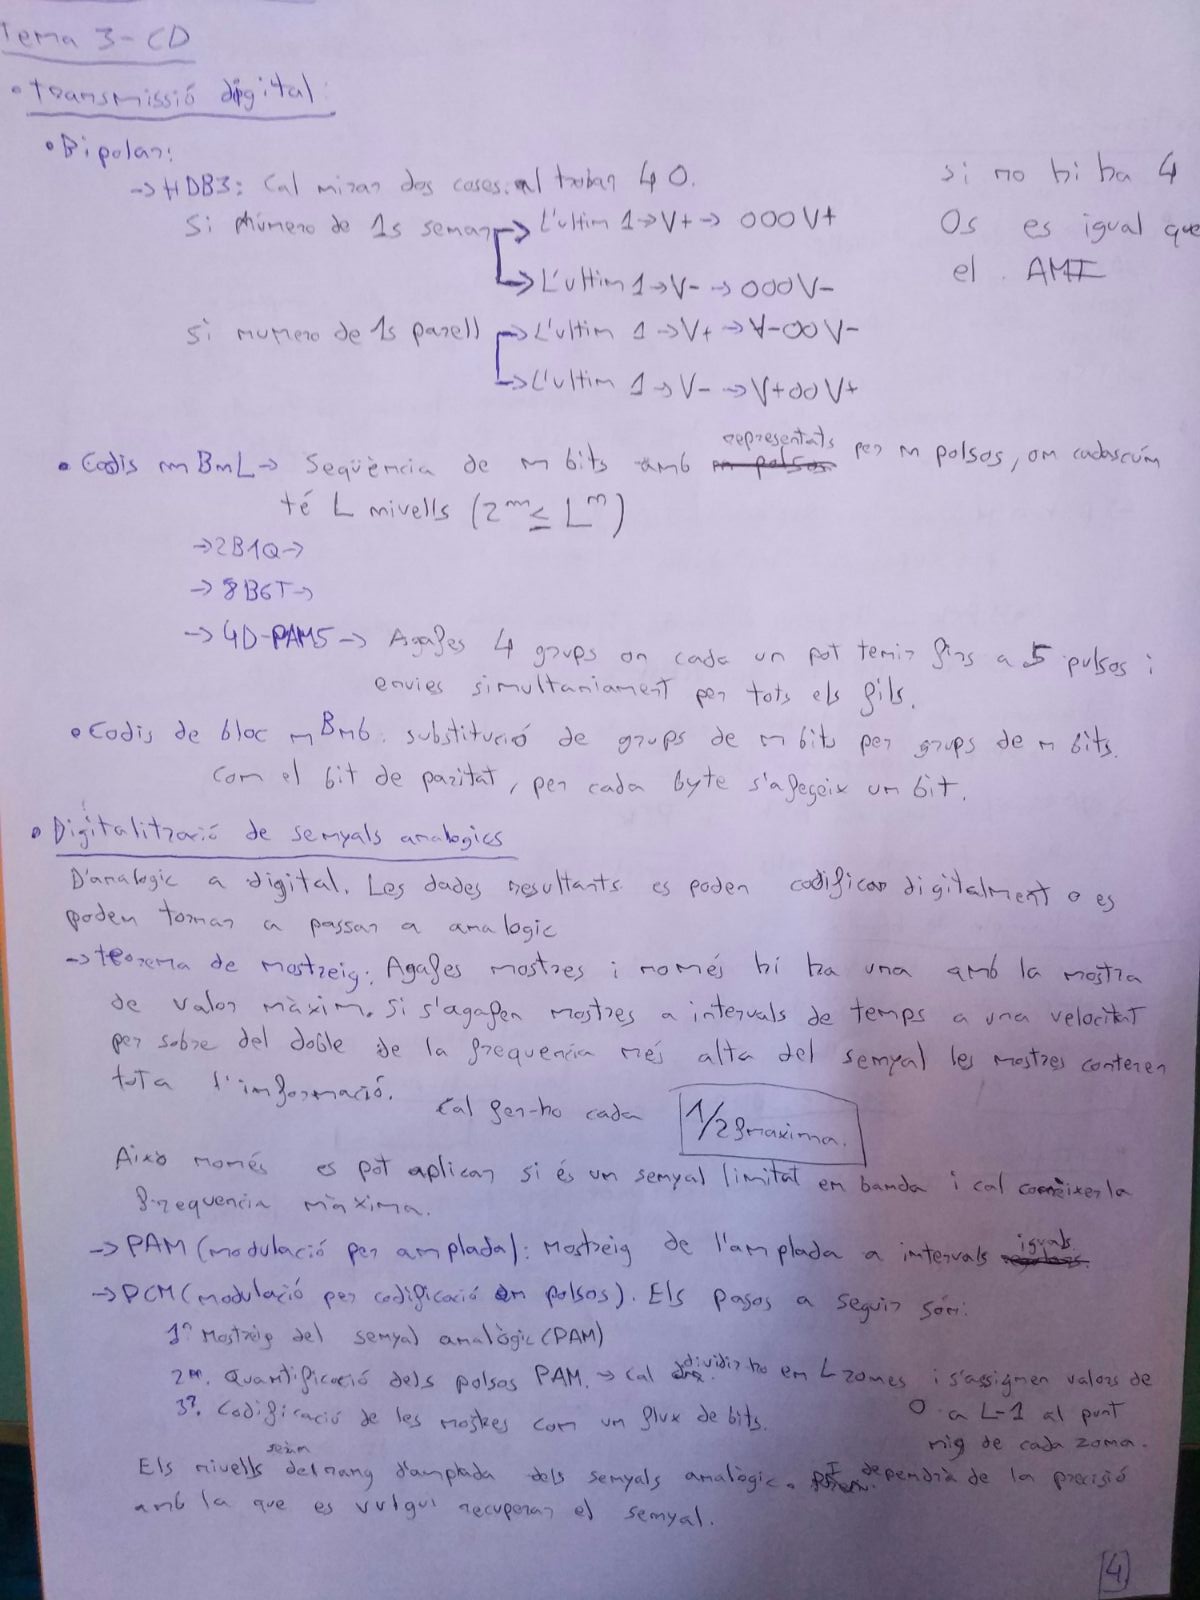 Tema 3 - CD
• Transmissió digital:
• Bipolar:
→ HDB3: Cal mirar dos coses al trobar 4 0.
Si número de 1s senar → L'ultim 1 → V+ → 000V+
→ L'ultim 1 → V- → 000V-
si numero de 1s parell → L'ultim 1 → V+ → V-00V-
→ L'ultim 1 → V- → V+00V+
si no hi ha 4
0s es igual que
el AMI
• Codis mBnL → Seqüència de m bits amb representats per n polsos, on cadascún
té L nivells (2^m ≤ L^n)
→ 2B1Q →
→ 8B6T →
→ 4D-PAM5 → Agafes 4 grups on cada un pot tenir fins a 5 pulsos i
envies simultaniament per tots els fils.
• Codis de bloc mBnb: substitució de grups de m bits per grups de n bits.
Com el bit de paritat, per cada byte s'afegeix un bit.
• Digitalització de senyals analogics
D'analogic a digital. Les dades resultants es poden codificar digitalment o es
poden tornar a passar a analogic
→ teorema de mostreig: Agafes mostres i només hi ha una amb la mostra
de valor màxim. Si s'agafen mostres a intervals de temps a una velocitat
per sobre del doble de la frequencia més alta del senyal les mostres contenen
tota l'informació. Cal fer-ho cada 1/2fmaxima.
Això només es pot aplicar si és un senyal limitat en banda i cal conèixer la
frequencia màxima.
→ PAM (modulació per amplada): Mostreig de l'amplada a intervals iguals
→ PCM (modulació per codificació en polsos). Els pasos a seguir són:
1r Mostreig del senyal analògic (PAM)
2n. Quantificació dels polsos PAM. → Cal dividir ho en L zones i s'assignen valors de
0 a L-1 al punt
mig de cada zona.
3r. Codificació de les mostres com un flux de bits.
Els nivells seràn del rang d'amplada dels senyals analògic. I dependrà de la precisió
amb la que es vulgui recuperar el senyal.
4